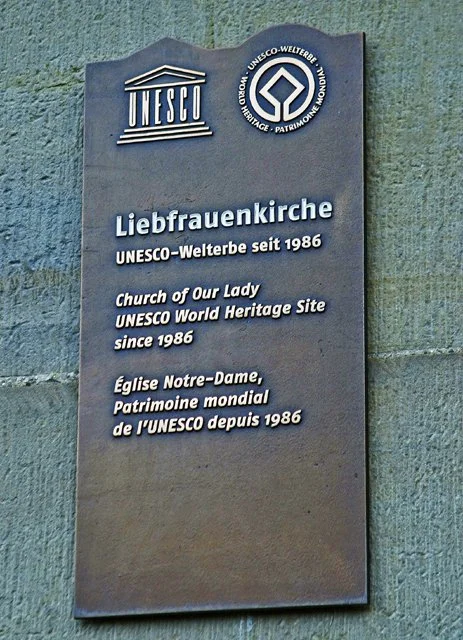 UNESCO
UNESCO-WELTERBE · WORLD HERITAGE · PATRIMOINE MONDIAL
Liebfrauenkirche
UNESCO-Welterbe seit 1986
Church of Our Lady
UNESCO World Heritage Site
since 1986
Église Notre-Dame,
Patrimoine mondial
de l'UNESCO depuis 1986